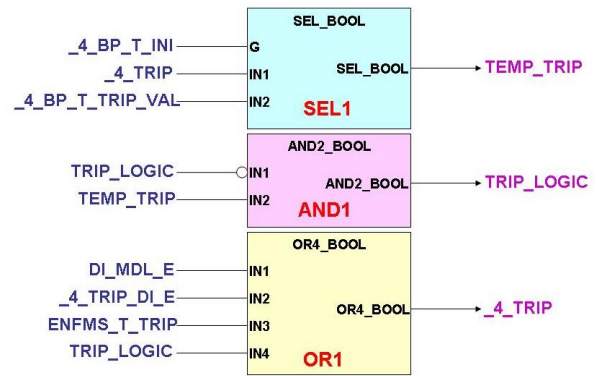 SEL_BOOL
_4_BP_T_INI G
_4_TRIP IN1 SEL_BOOL TEMP_TRIP
_4_BP_T_TRIP_VAL IN2 SEL1
AND2_BOOL
TRIP_LOGIC IN1 AND2_BOOL TRIP_LOGIC
TEMP_TRIP IN2 AND1
OR4_BOOL
DI_MDL_E IN1
_4_TRIP_DI_E IN2 OR4_BOOL _4_TRIP
ENFMS_T_TRIP IN3
TRIP_LOGIC IN4 OR1